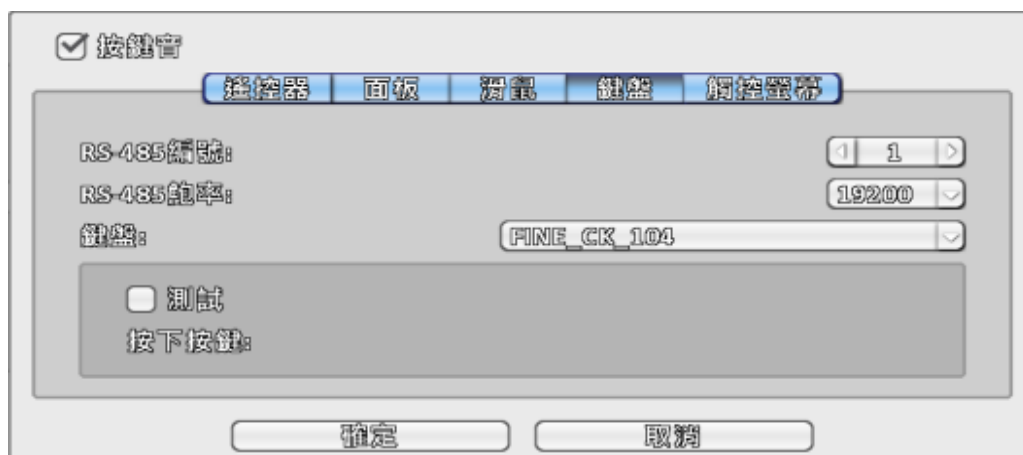 按鍵音
遙控器 面板 滑鼠 鍵盤 觸控螢幕
RS-485編號: 1
RS-485鮑率: 19200
鍵盤: FINE_CK_104
測試
按下按鍵:
確定 取消